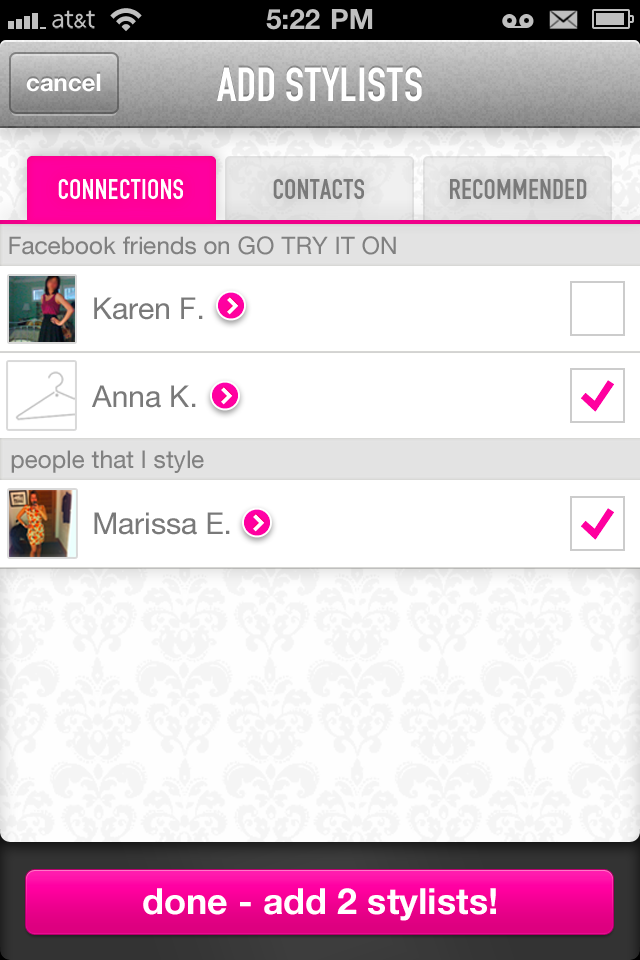 at&t 5:22 PM
cancel ADD STYLISTS
CONNECTIONS CONTACTS RECOMMENDED
Facebook friends on GO TRY IT ON
Karen F.
Anna K.
people that I style
Marissa E.
done - add 2 stylists!